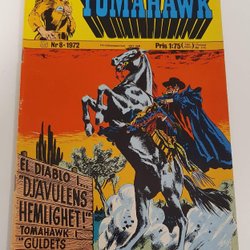 TOMAHAWK
Nr 8 • 1972
Pris 1:75
EL DIABLO I...
"DJÄVULENS
HEMLIGHET!"
TOMAHAWK I
"GULDETS